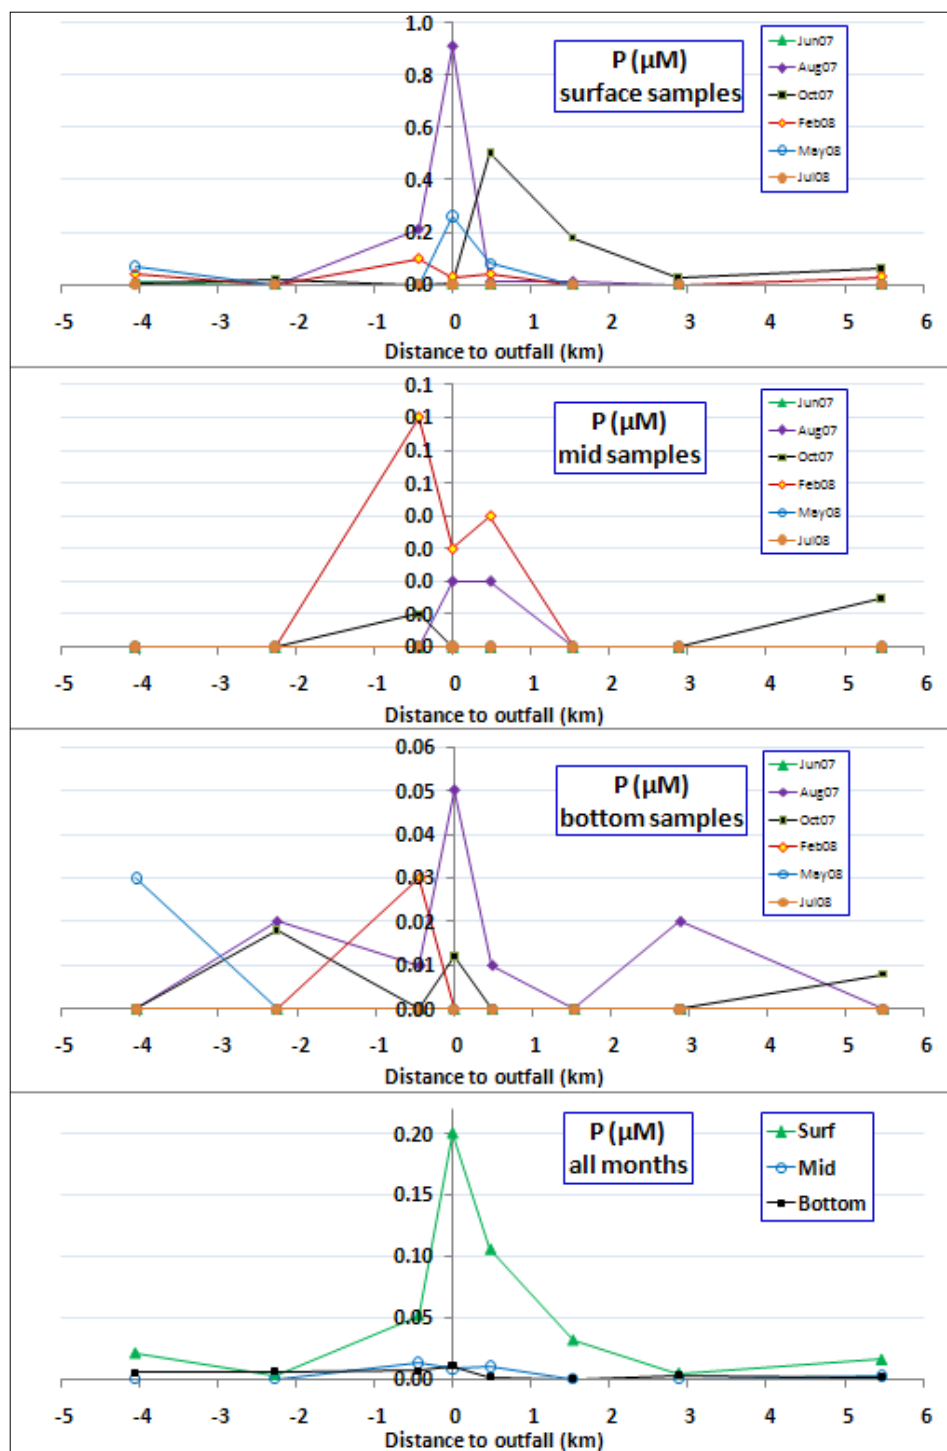 1.0
0.8
0.6
0.4
0.2
0.0
P (µM)
surface samples
Jun07
Aug07
Oct07
Feb08
May08
Jul08
-5 -4 -3 -2 -1 0 1 2 3 4 5 6
Distance to outfall (km)
0.1
0.1
0.1
0.1
0.0
0.0
0.0
0.0
0.0
P (µM)
mid samples
Jun07
Aug07
Oct07
Feb08
May08
Jul08
-5 -4 -3 -2 -1 0 1 2 3 4 5 6
Distance to outfall (km)
0.06
0.05
0.04
0.03
0.02
0.01
0.00
P (µM)
bottom samples
Jun07
Aug07
Oct07
Feb08
May08
Jul08
-5 -4 -3 -2 -1 0 1 2 3 4 5 6
Distance to outfall (km)
0.20
0.15
0.10
0.05
0.00
P (µM)
all months
Surf
Mid
Bottom
-5 -4 -3 -2 -1 0 1 2 3 4 5 6
Distance to outfall (km)